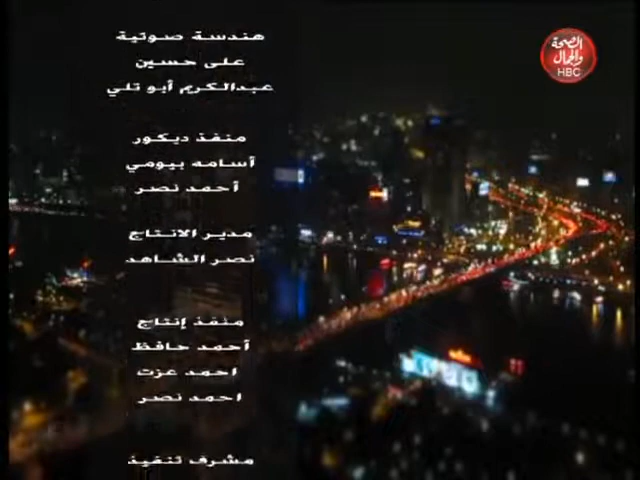 الصحة
والجمال
HBC
هندسة صوتية
على حسين
عبدالكريم أبو تلي
منفذ ديكور
آسامه بيومي
أحمد نصر
مدير الانتاج
نصر الشاهد
منفذ إنتاج
أحمد حافظ
احمد عزت
احمد نصر
مشرف تنفيذ